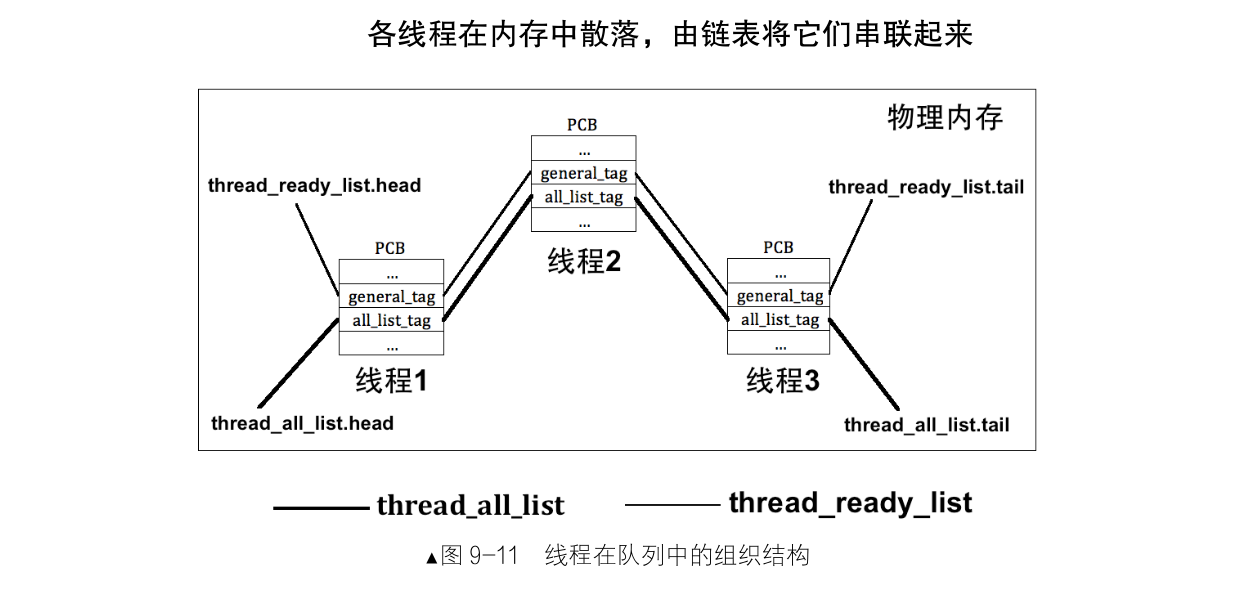 各线程在内存中散落，由链表将它们串联起来
物理内存
PCB
...
general_tag
all_list_tag
...
线程2
thread_ready_list.head
thread_ready_list.tail
PCB
...
general_tag
all_list_tag
...
线程1
PCB
...
general_tag
all_list_tag
...
线程3
thread_all_list.head
thread_all_list.tail
thread_all_list
thread_ready_list
▲图 9-11 线程在队列中的组织结构